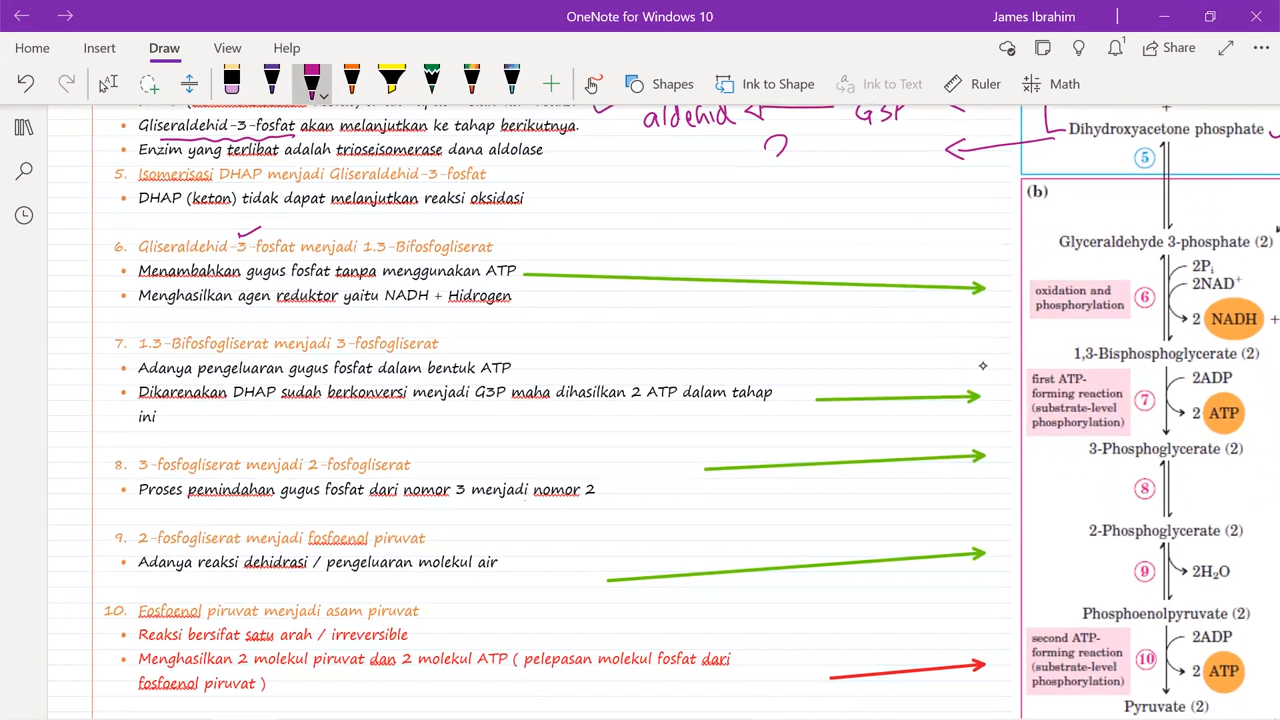 OneNote for Windows 10
James Ibrahim
Home Insert Draw View Help
1
Share
Shapes
Ink to Shape
Ink to Text
Ruler
Math
aldehid
G3P
2
• Gliseraldehid-3-fosfat akan melanjutkan ke tahap berikutnya.
• Enzim yang terlibat adalah trioseisomerase dana aldolase
5. Isomerisasi DHAP menjadi Gliseraldehid-3-fosfat
• DHAP (keton) tidak dapat melanjutkan reaksi oksidasi
6. Gliseraldehid-3-fosfat menjadi 1.3-Bifosfogliserat
• Menambahkan gugus fosfat tanpa menggunakan ATP
• Menghasilkan agen reduktor yaitu NADH + Hidrogen
7. 1.3-Bifosfogliserat menjadi 3-fosfogliserat
• Adanya pengeluaran gugus fosfat dalam bentuk ATP
• Dikarenakan DHAP sudah berkonversi menjadi G3P maha dihasilkan 2 ATP dalam tahap
ini
8. 3-fosfogliserat menjadi 2-fosfogliserat
• Proses pemindahan gugus fosfat dari nomor 3 menjadi nomor 2
9. 2-fosfogliserat menjadi fosfoenol piruvat
• Adanya reaksi dehidrasi / pengeluaran molekul air
10. Fosfoenol piruvat menjadi asam piruvat
• Reaksi bersifat satu arah / irreversible
• Menghasilkan 2 molekul piruvat dan 2 molekul ATP ( pelepasan molekul fosfat dari
fosfoenol piruvat )
+
Dihydroxyacetone phosphate
5
(b)
Glyceraldehyde 3-phosphate (2)
2Pi
2NAD+
oxidation and
phosphorylation
6
2 NADH +
1,3-Bisphosphoglycerate (2)
first ATP-
forming reaction
(substrate-level
phosphorylation)
7
2ADP
2 ATP
3-Phosphoglycerate (2)
8
2-Phosphoglycerate (2)
9
2H₂O
Phosphoenolpyruvate (2)
second ATP-
forming reaction
(substrate-level
phosphorylation)
10
2ADP
2 ATP
Pyruvate (2)